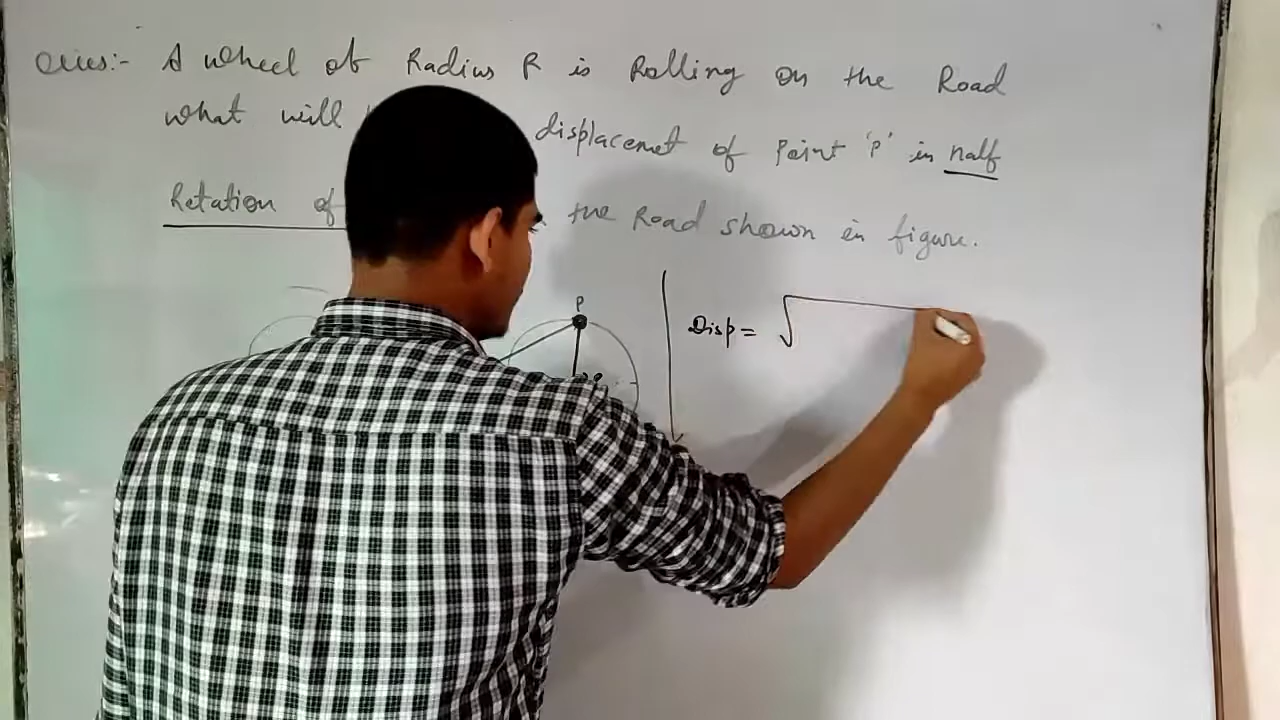 Ques:- A wheel of Radius R is Rolling on the Road
what will displacemet of Point 'P' in half
Rotation of the Road shown in figure.
P
Disp = √